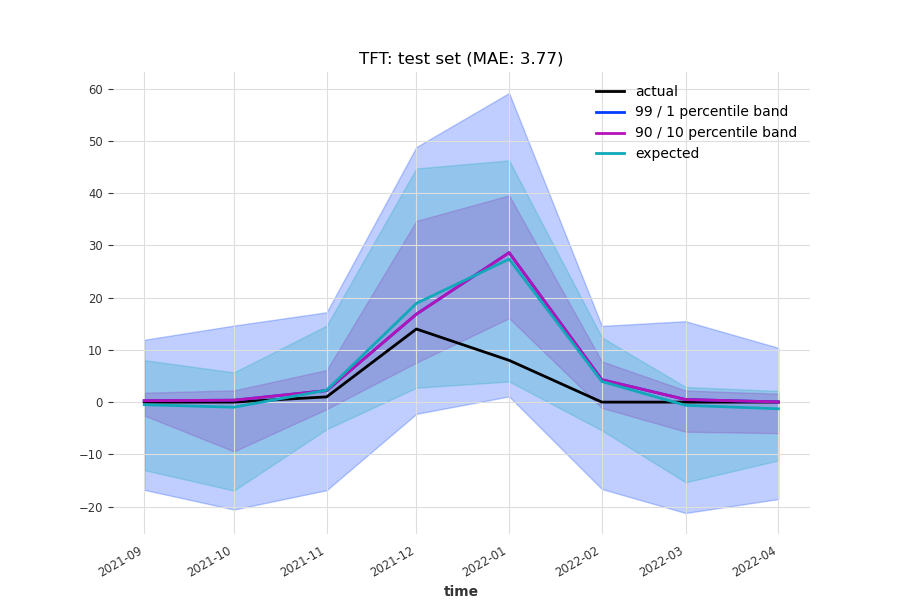 TFT: test set (MAE: 3.77)
actual
99 / 1 percentile band
90 / 10 percentile band
expected
60
50
40
30
20
10
0
−10
−20
2021-09
2021-10
2021-11
2021-12
2022-01
2022-02
2022-03
2022-04
time